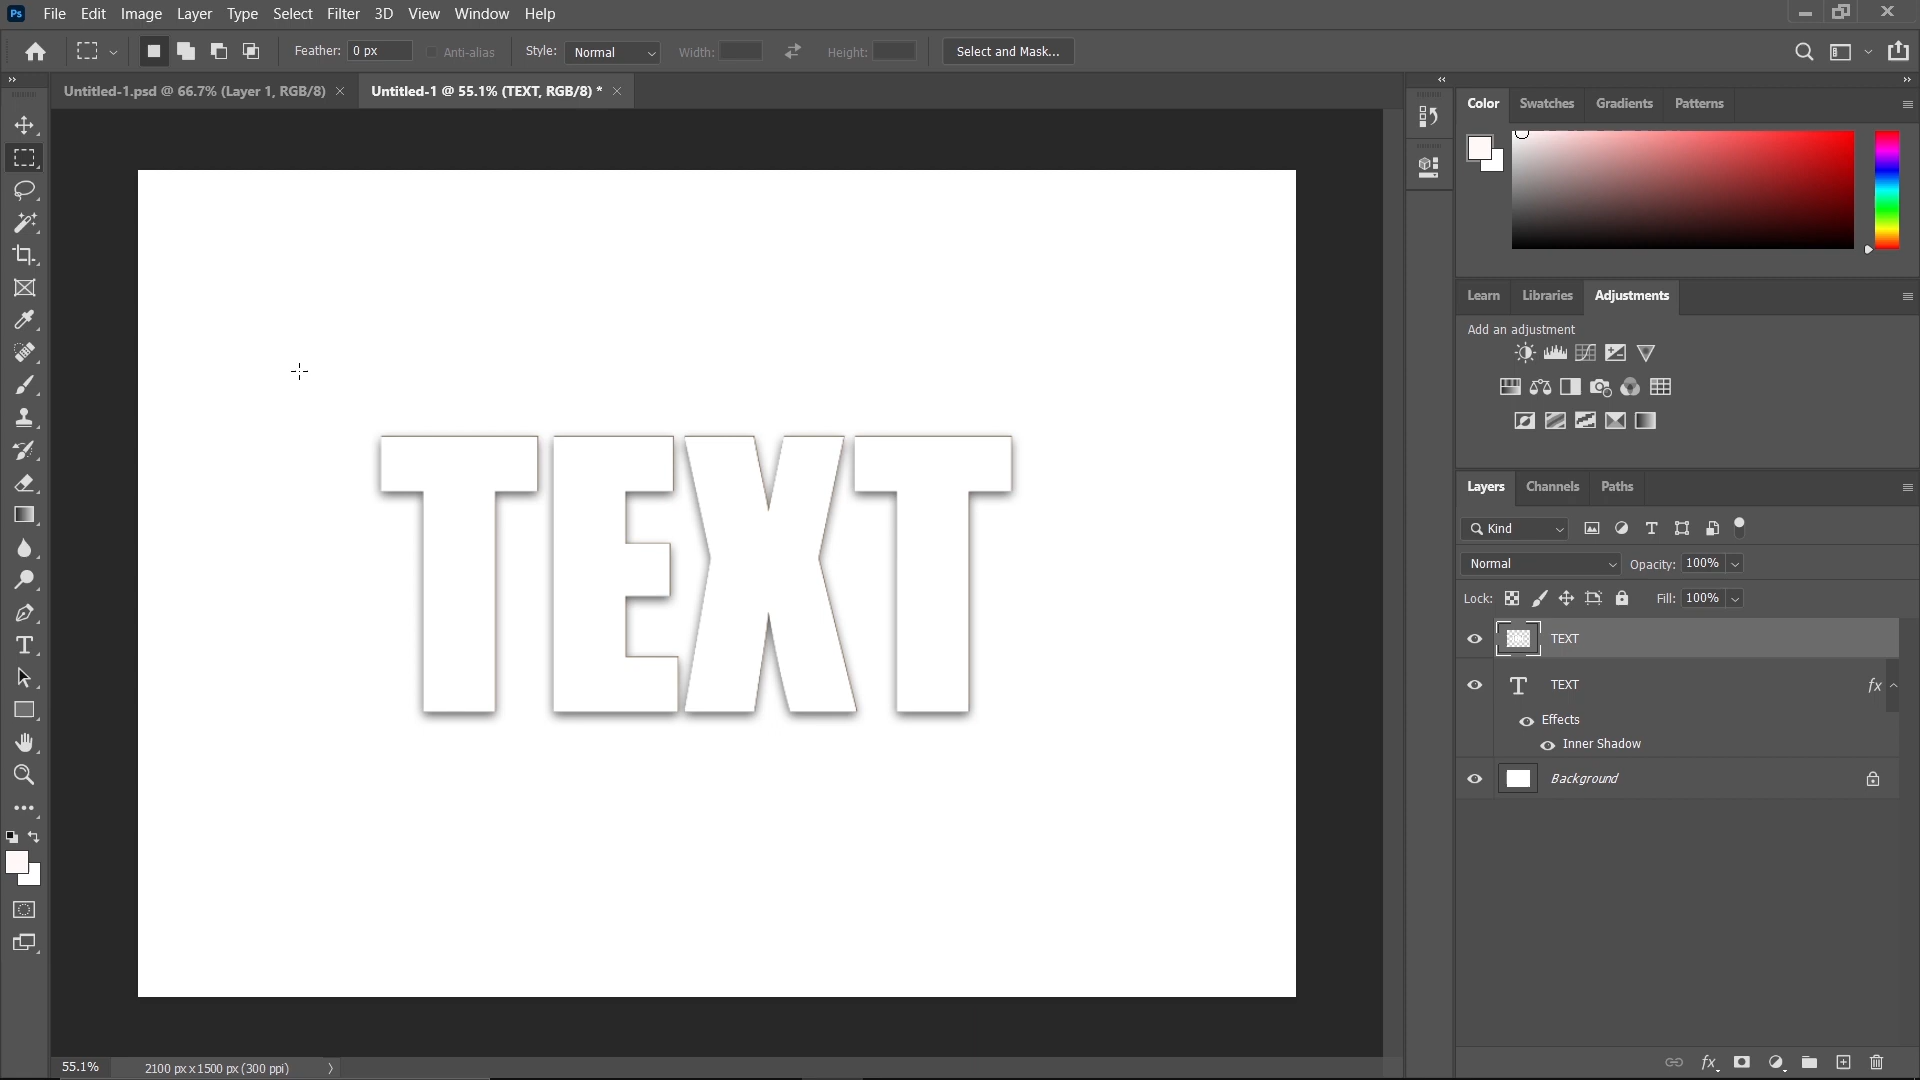 Ps File Edit Image Layer Type Select Filter 3D View Window Help
Feather: 0 px Anti-alias Style: Normal Width: Height: Select and Mask...
Untitled-1.psd @ 66.7% (Layer 1, RGB/8) Untitled-1 @ 55.1% (TEXT, RGB/8) *
Color Swatches Gradients Patterns
Learn Libraries Adjustments
Add an adjustment
TEXT
Layers Channels Paths
Kind
Normal Opacity: 100%
Lock: Fill: 100%
TEXT
TEXT fx
Effects
Inner Shadow
Background
55.1% 2100 px x 1500 px (300 ppi)
fx